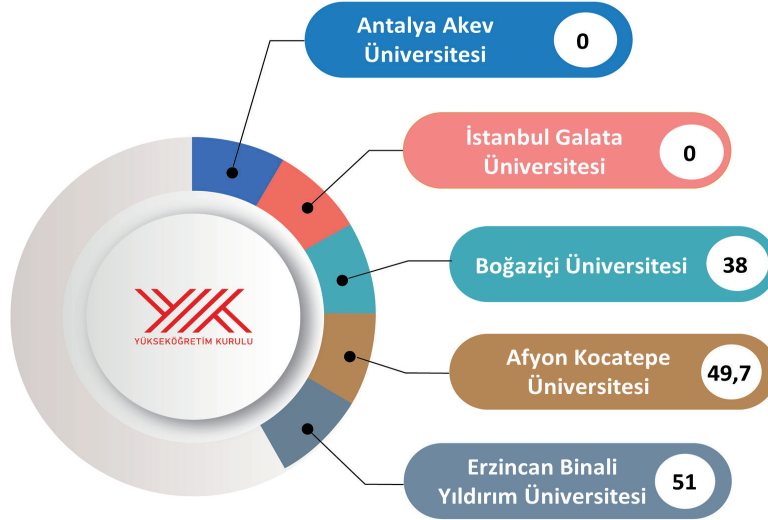 Antalya Akev
Üniversitesi
0
İstanbul Galata
Üniversitesi
0
Boğaziçi Üniversitesi
38
YÜKSEKÖĞRETİM KURULU
Afyon Kocatepe
Üniversitesi
49,7
Erzincan Binali
Yıldırım Üniversitesi
51